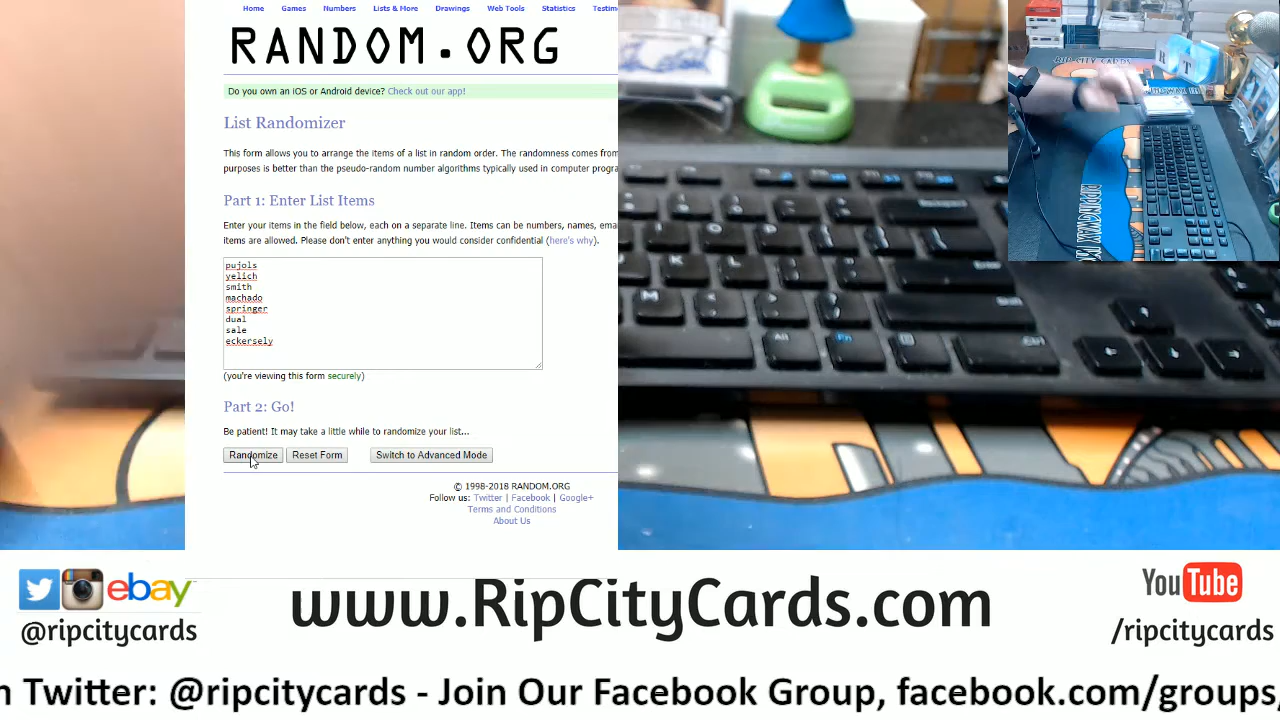 Home Games Numbers Lists & More Drawings Web Tools Statistics Testim
RANDOM.ORG
Do you own an iOS or Android device? Check out our app!
List Randomizer
This form allows you to arrange the items of a list in random order. The randomness comes from
purposes is better than the pseudo-random number algorithms typically used in computer progra
Part 1: Enter List Items
Enter your items in the field below, each on a separate line. Items can be numbers, names, ema
items are allowed. Please don't enter anything you would consider confidential (here's why).
pujols
yelich
smith
machado
springer
dual
sale
eckersely
(you're viewing this form securely)
Part 2: Go!
Be patient! It may take a little while to randomize your list...
Randomize Reset Form Switch to Advanced Mode
© 1998-2018 RANDOM.ORG
Follow us: Twitter | Facebook | Google+
Terms and Conditions
About Us
RIP CITY CARDS
R T
ebay
@ripcitycards
www.RipCityCards.com
YouTube
/ripcitycards
n Twitter: @ripcitycards - Join Our Facebook Group, facebook.com/groups,